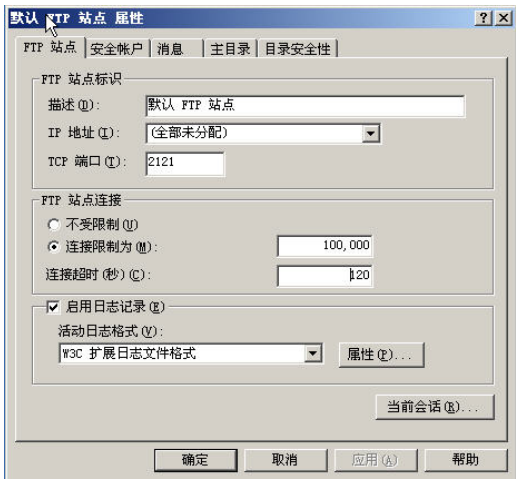 默认 FTP 站点 属性
FTP 站点 安全帐户 消息 主目录 目录安全性
FTP 站点标识
描述(D): 默认 FTP 站点
IP 地址(I): (全部未分配)
TCP 端口(T): 2121
FTP 站点连接
不受限制(U)
连接限制为(M): 100,000
连接超时(秒)(C): 120
启用日志记录(E)
活动日志格式(V):
W3C 扩展日志文件格式 属性(P)...
当前会话(R)...
确定 取消 应用(A) 帮助